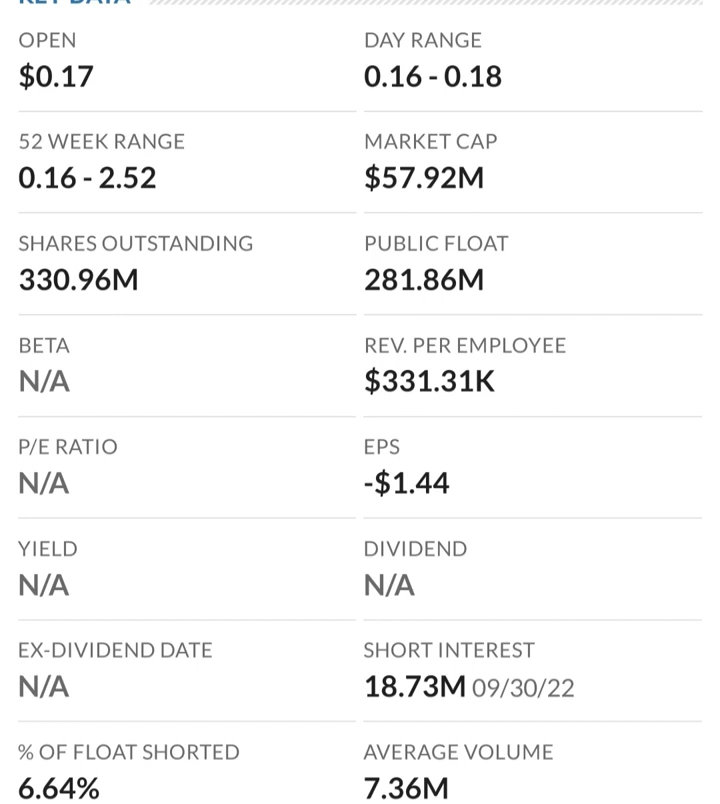 KEY DATA
OPEN
$0.17
DAY RANGE
0.16 - 0.18
52 WEEK RANGE
0.16 - 2.52
MARKET CAP
$57.92M
SHARES OUTSTANDING
330.96M
PUBLIC FLOAT
281.86M
BETA
N/A
REV. PER EMPLOYEE
$331.31K
P/E RATIO
N/A
EPS
-$1.44
YIELD
N/A
DIVIDEND
N/A
EX-DIVIDEND DATE
N/A
SHORT INTEREST
18.73M 09/30/22
% OF FLOAT SHORTED
6.64%
AVERAGE VOLUME
7.36M